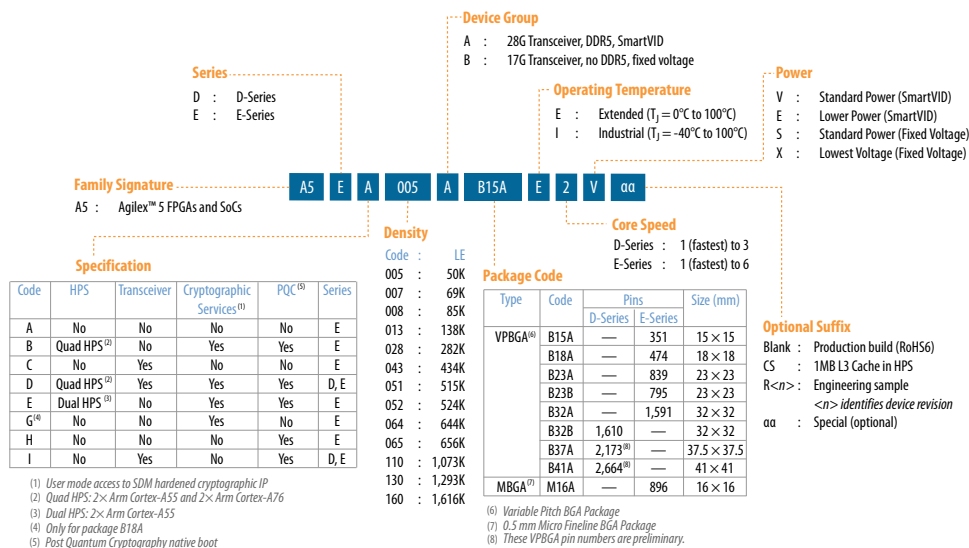 Device Group
A : 28G Transceiver, DDR5, SmartVID
B : 17G Transceiver, no DDR5, fixed voltage
Series
D : D-Series
E : E-Series
Operating Temperature
E : Extended (TJ = 0°C to 100°C)
I : Industrial (TJ = -40°C to 100°C)
Power
V : Standard Power (SmartVID)
E : Lower Power (SmartVID)
S : Standard Power (Fixed Voltage)
X : Lowest Voltage (Fixed Voltage)
Family Signature
A5 : Agilex™ 5 FPGAs and SoCs
A5 E A 005 A B15A E 2 V αα
Specification
Code HPS Transceiver Cryptographic Services(1) PQC(5) Series
A No No No No E
B Quad HPS(2) No Yes Yes E
C No Yes No No E
D Quad HPS(2) Yes Yes Yes D, E
E Dual HPS(3) No Yes Yes E
G(4) No No Yes No E
H No No No Yes E
I No Yes No Yes D, E
(1) User mode access to SDM hardened cryptographic IP
(2) Quad HPS: 2× Arm Cortex-A55 and 2× Arm Cortex-A76
(3) Dual HPS: 2× Arm Cortex-A55
(4) Only for package B18A
(5) Post Quantum Cryptography native boot
Density
Code : LE
005 : 50K
007 : 69K
008 : 85K
013 : 138K
028 : 282K
043 : 434K
051 : 515K
052 : 524K
064 : 644K
065 : 656K
110 : 1,073K
130 : 1,293K
160 : 1,616K
Core Speed
D-Series : 1 (fastest) to 3
E-Series : 1 (fastest) to 6
Package Code
Type Code Pins Size (mm)
D-Series E-Series
VPBGA(6) B15A — 351 15 × 15
B18A — 474 18 × 18
B23A — 839 23 × 23
B23B — 795 23 × 23
B32A — 1,591 32 × 32
B32B 1,610 — 32 × 32
B37A 2,173(8) — 37.5 × 37.5
B41A 2,664(8) — 41 × 41
MBGA(7) M16A — 896 16 × 16
(6) Variable Pitch BGA Package
(7) 0.5 mm Micro Fineline BGA Package
(8) These VPBGA pin numbers are preliminary.
Optional Suffix
Blank : Production build (RoHS6)
CS : 1MB L3 Cache in HPS
R<n> : Engineering sample
<n> identifies device revision
αα : Special (optional)